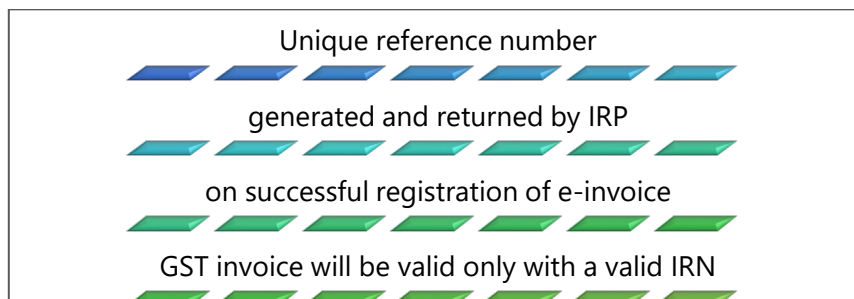 Unique reference number
generated and returned by IRP
on successful registration of e-invoice
GST invoice will be valid only with a valid IRN